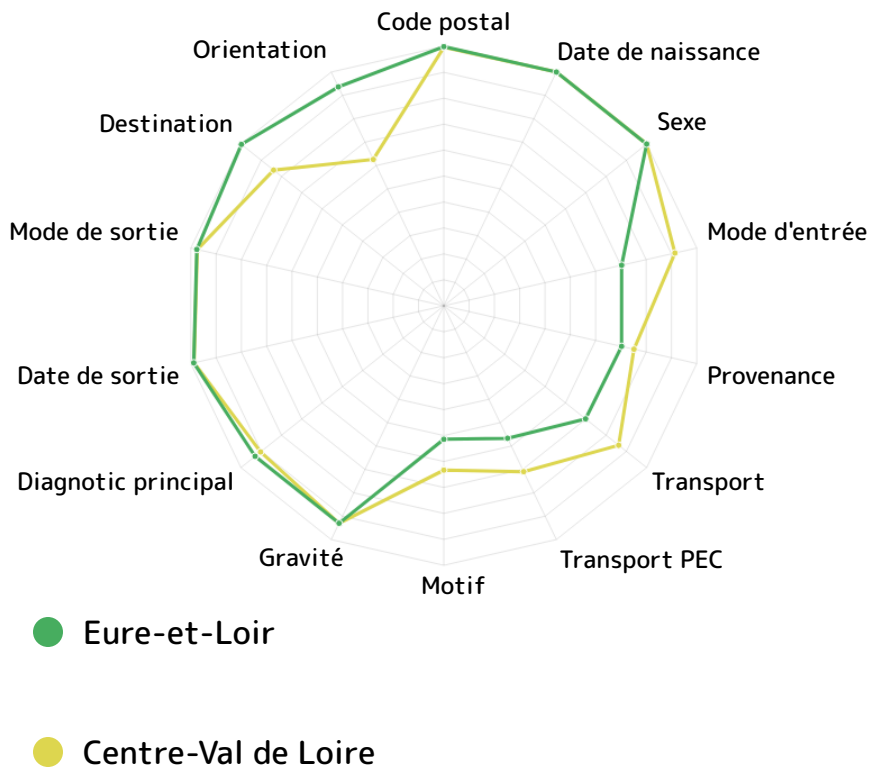 Code postal
Orientation
Date de naissance
Destination
Sexe
Mode de sortie
Mode d'entrée
Date de sortie
Provenance
Diagnotic principal
Transport
Gravité
Transport PEC
Motif
Eure-et-Loir
Centre-Val de Loire